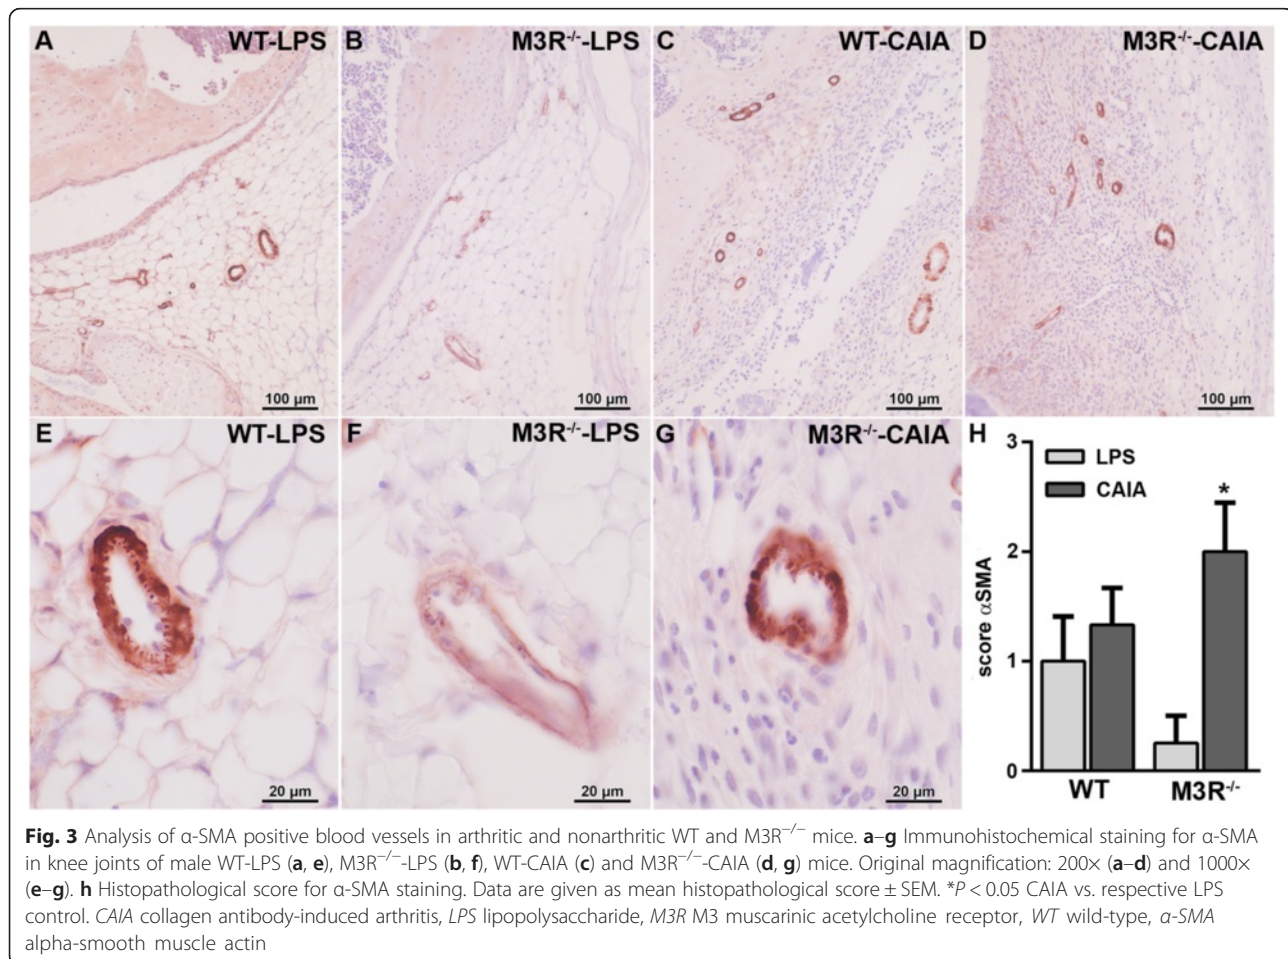 A WT-LPS
B M3R-/--LPS
C WT-CAIA
D M3R-/--CAIA
100 µm
100 µm
100 µm
100 µm
E WT-LPS
F M3R-/--LPS
G M3R-/--CAIA
20 µm
20 µm
20 µm
H
3
2
1
0
score αSMA
LPS
CAIA
*
WT
M3R-/-
Fig. 3 Analysis of α-SMA positive blood vessels in arthritic and nonarthritic WT and M3R−/− mice. a–g Immunohistochemical staining for α-SMA
in knee joints of male WT-LPS (a, e), M3R−/−-LPS (b, f), WT-CAIA (c) and M3R−/−-CAIA (d, g) mice. Original magnification: 200× (a–d) and 1000×
(e–g). h Histopathological score for α-SMA staining. Data are given as mean histopathological score ± SEM. *P < 0.05 CAIA vs. respective LPS
control. CAIA collagen antibody-induced arthritis, LPS lipopolysaccharide, M3R M3 muscarinic acetylcholine receptor, WT wild-type, α-SMA
alpha-smooth muscle actin